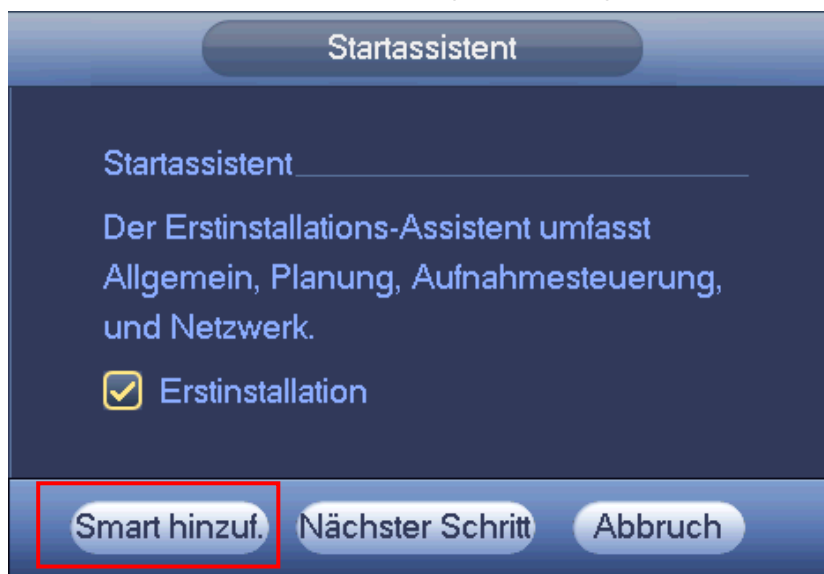 Startassistent
Startassistent
Der Erstinstallations-Assistent umfasst
Allgemein, Planung, Aufnahmesteuerung,
und Netzwerk.
Erstinstallation
Smart hinzuf. Nächster Schritt Abbruch